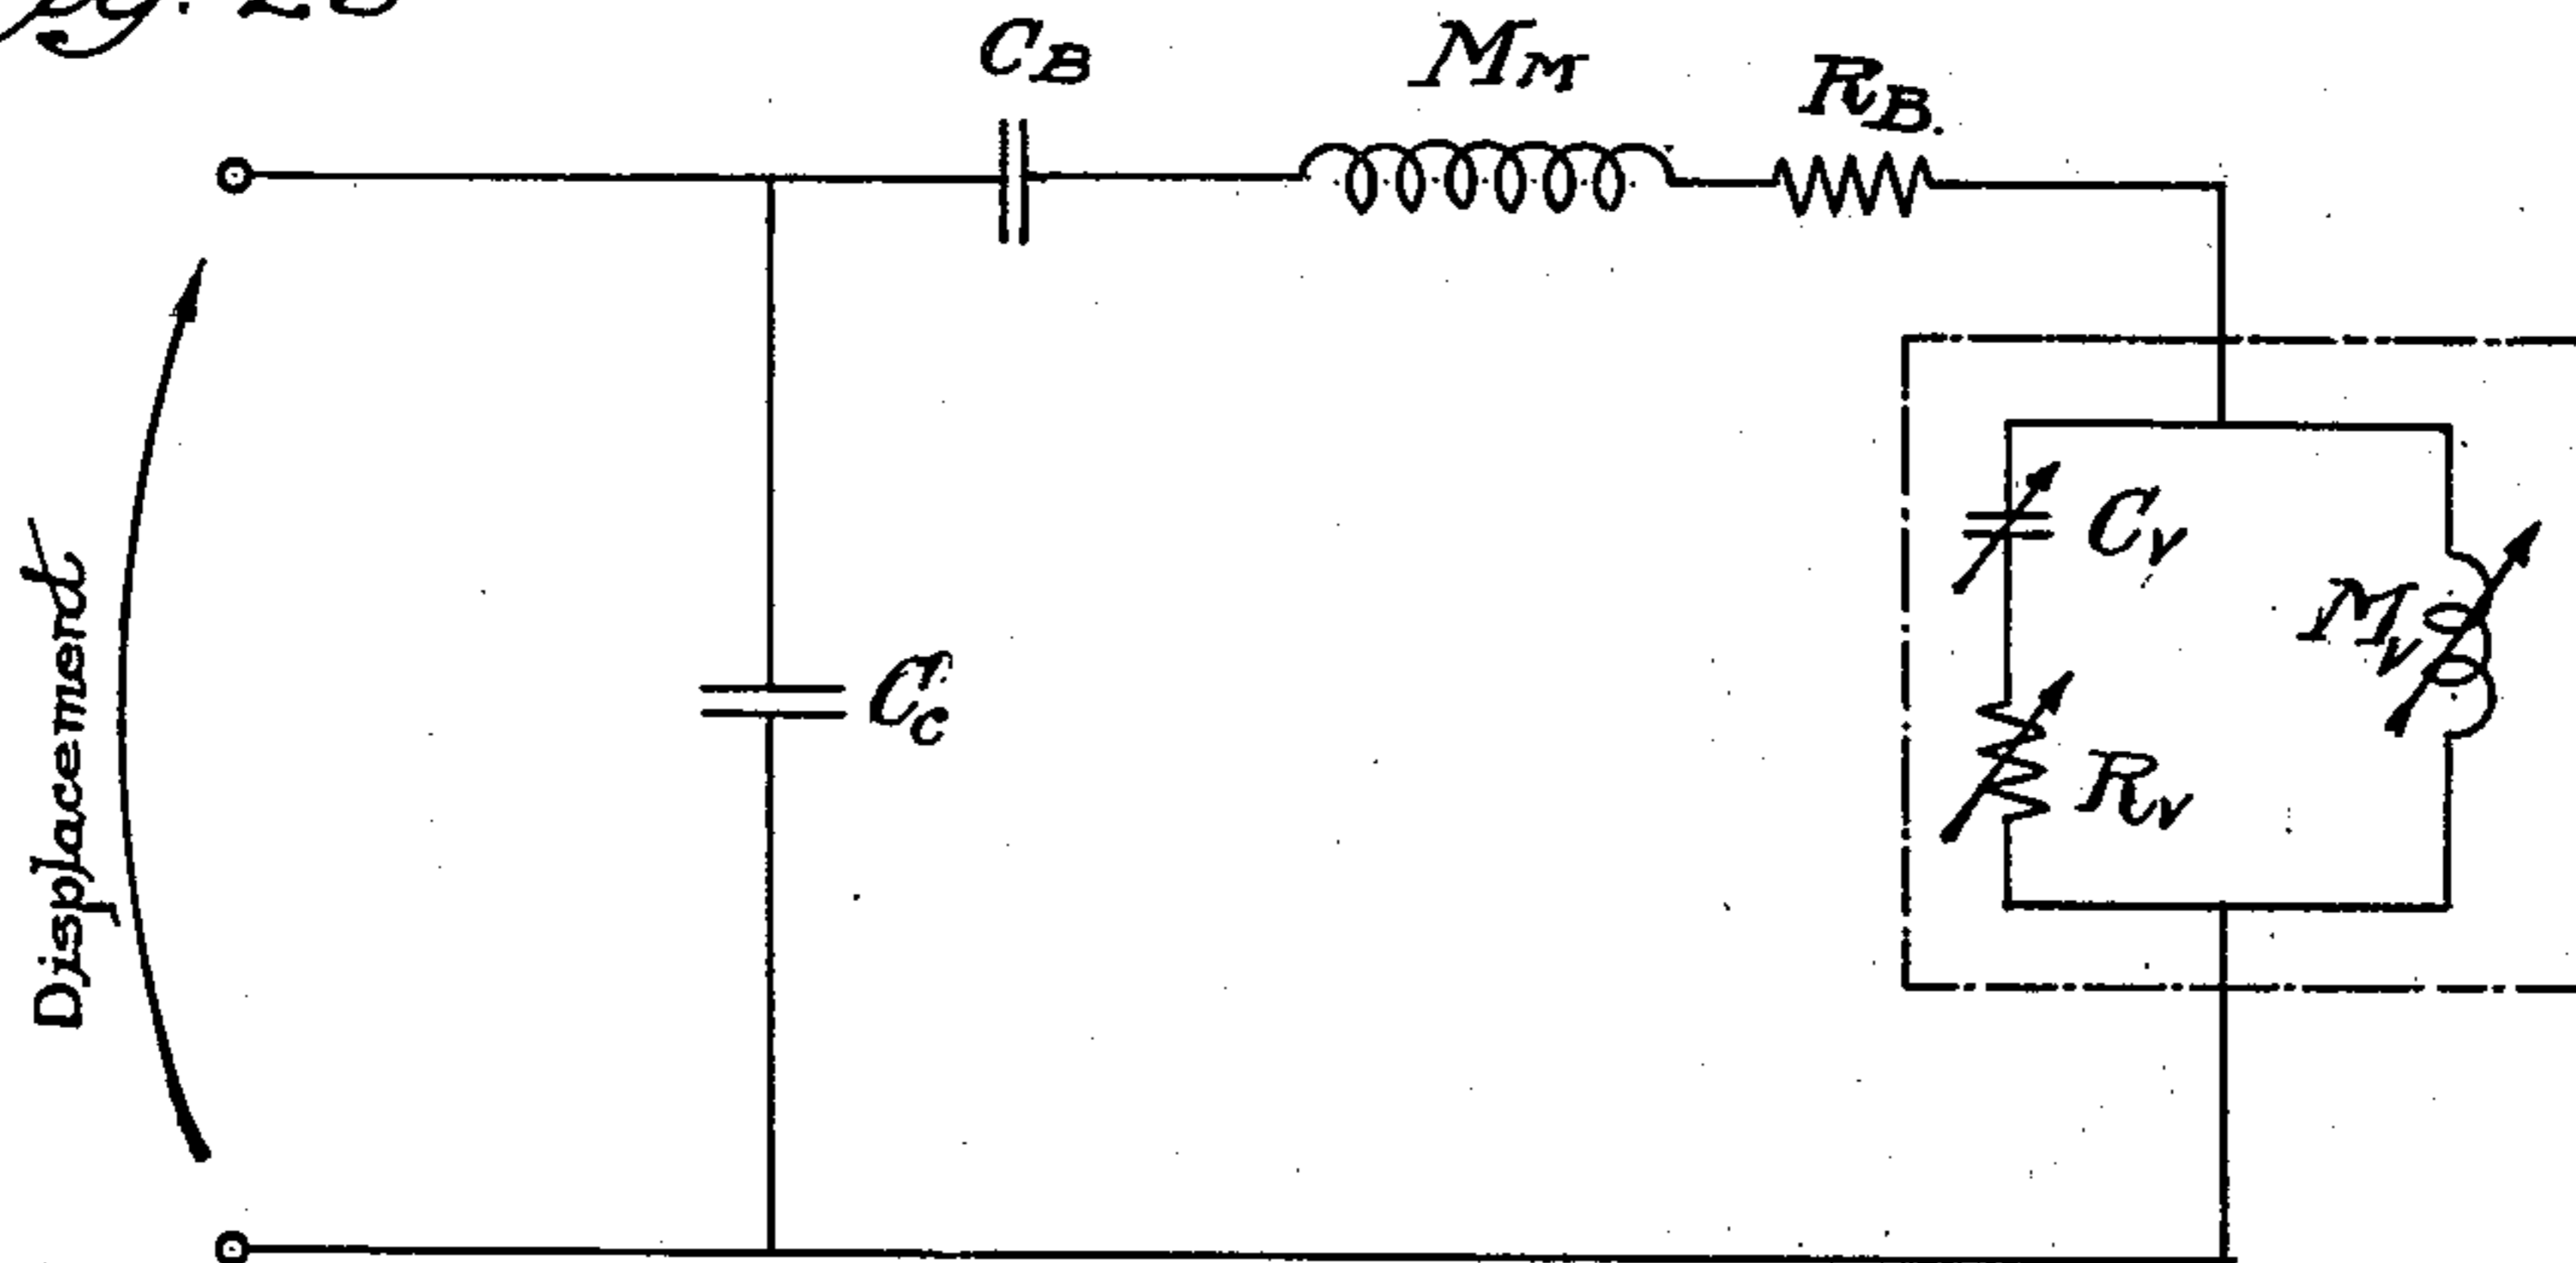 C_B
M_M
R_B.
Displacement
C_C
C_V
M_V
R_V